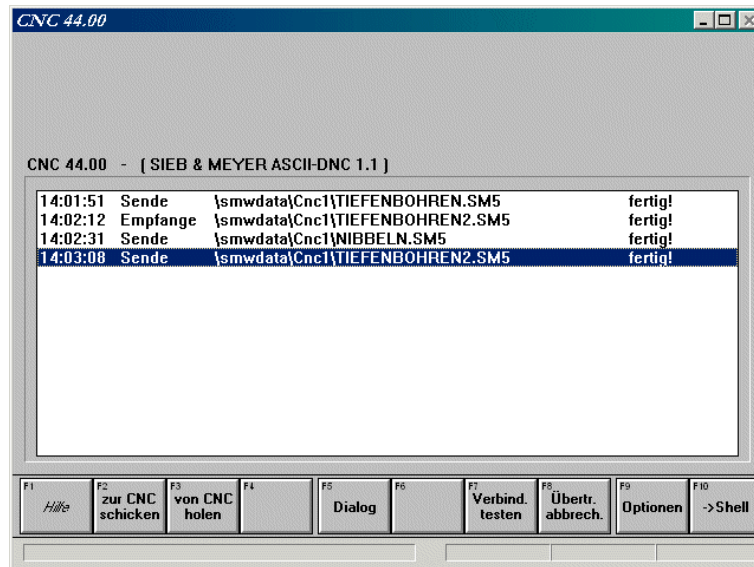 CNC 44.00
CNC 44.00 - ( SIEB & MEYER ASCII-DNC 1.1 )
14:01:51 Sende \smwdata\Cnc1\TIEFENBOHREN.SM5 fertig!
14:02:12 Empfange \smwdata\Cnc1\TIEFENBOHREN2.SM5 fertig!
14:02:31 Sende \smwdata\Cnc1\NIBBELN.SM5 fertig!
14:03:08 Sende \smwdata\Cnc1\TIEFENBOHREN2.SM5 fertig!
F1 F2 F3 F4 F5 F6 F7 F8 F9 F10
Hilfe zur CNC von CNC Dialog Verbind. Übertr. Optionen ->Shell
schicken holen testen abbrech.